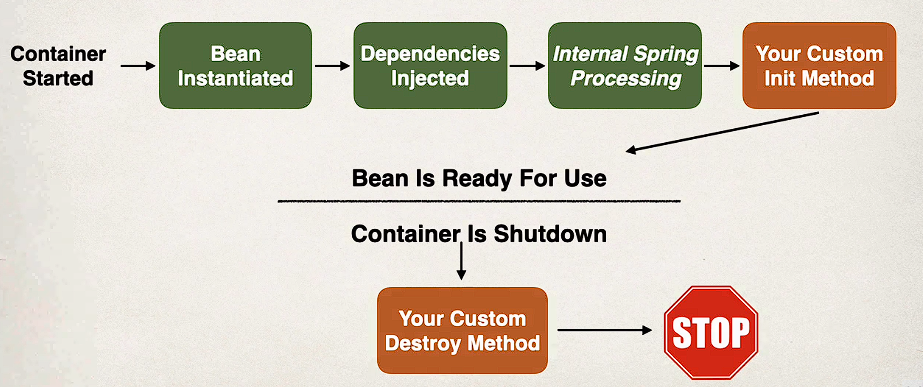 Container
Started
Bean
Instantiated
Dependencies
Injected
Internal Spring
Processing
Your Custom
Init Method
Bean Is Ready For Use
Container Is Shutdown
Your Custom
Destroy Method
STOP